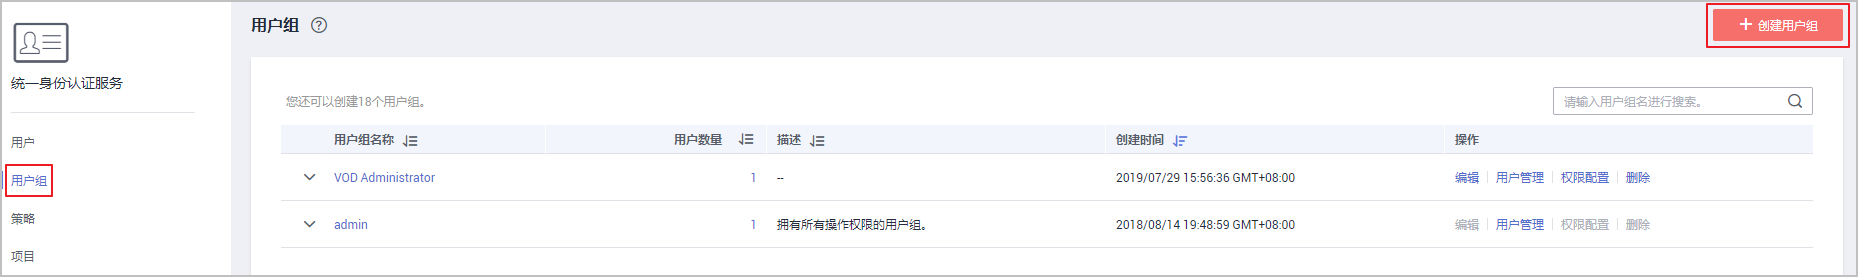 统一身份认证服务
用户
用户组
策略
项目
用户组 ?
+ 创建用户组
您还可以创建18个用户组。
请输入用户组名进行搜索。
用户组名称 用户数量 描述 创建时间 操作
VOD Administrator 1 -- 2019/07/29 15:56:36 GMT+08:00 编辑 用户管理 权限配置 删除
admin 1 拥有所有操作权限的用户组。 2018/08/14 19:48:59 GMT+08:00 编辑 用户管理 权限配置 删除